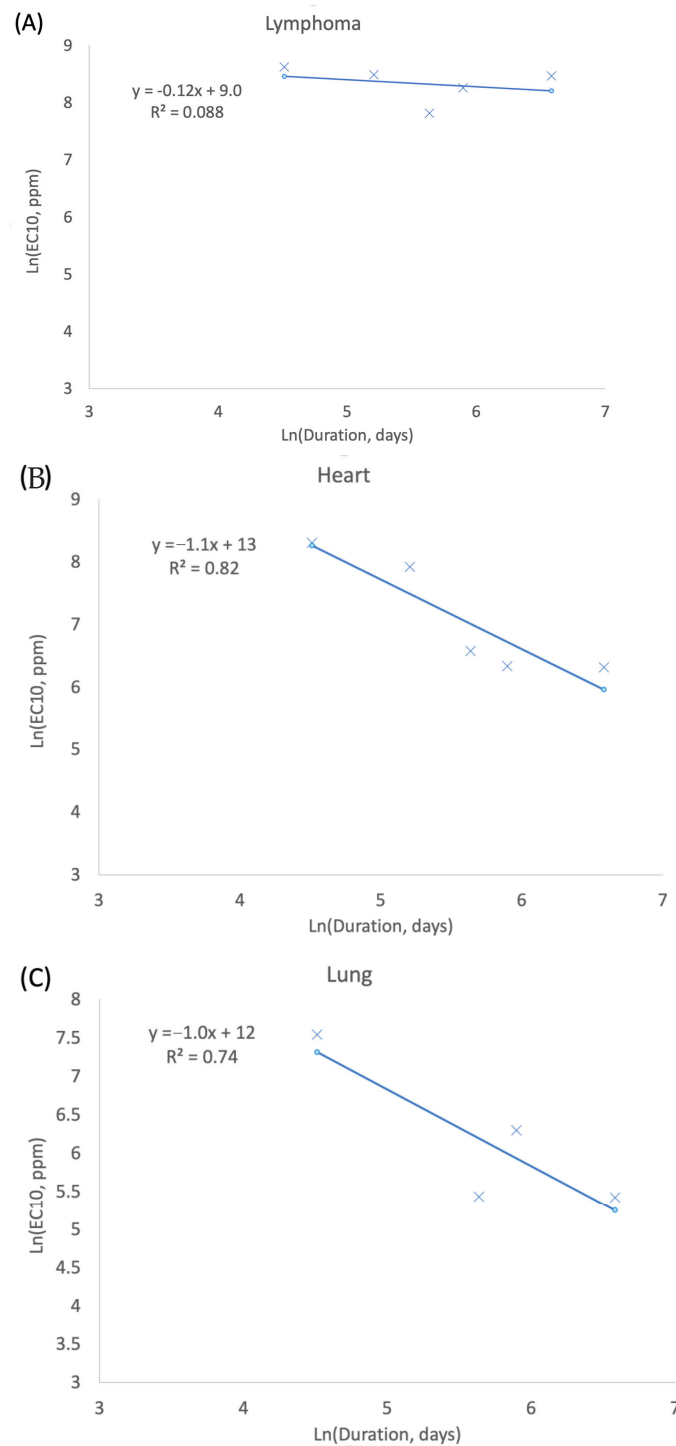 (A)
Lymphoma
9
8
7
6
5
4
3
y = -0.12x + 9.0
R² = 0.088
Ln(EC10, ppm)
3 4 5 6 7
Ln(Duration, days)
(B)
Heart
9
8
7
6
5
4
3
y =−1.1x + 13
R² = 0.82
Ln(EC10, ppm)
3 4 5 6 7
Ln(Duration, days)
(C)
Lung
8
7.5
7
6.5
6
5.5
5
4.5
4
3.5
3
y =−1.0x + 12
R² = 0.74
Ln(EC10, ppm)
3 4 5 6 7
Ln(Duration, days)